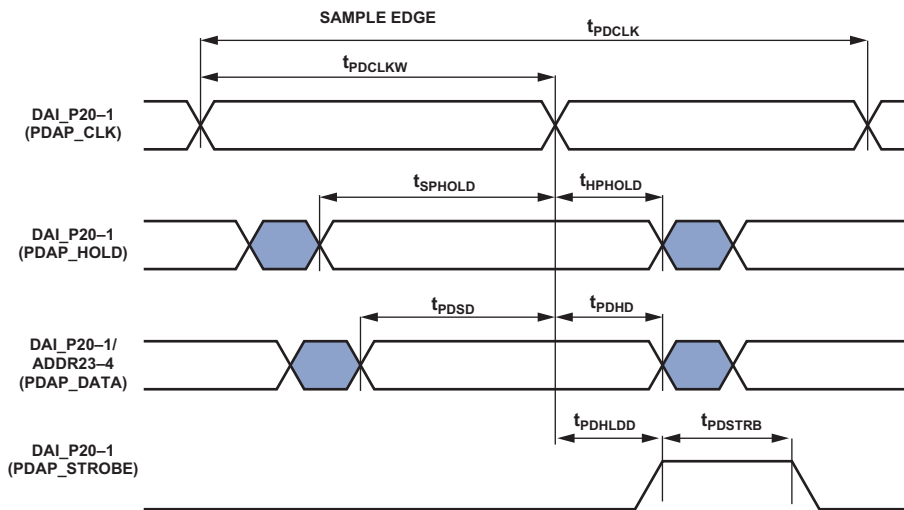 SAMPLE EDGE
tPDCLK
tPDCLKW
DAI_P20–1
(PDAP_CLK)
tSPHOLD
tHPHOLD
DAI_P20–1
(PDAP_HOLD)
tPDSD
tPDHD
DAI_P20–1/
ADDR23–4
(PDAP_DATA)
tPDHLDD
tPDSTRB
DAI_P20–1
(PDAP_STROBE)